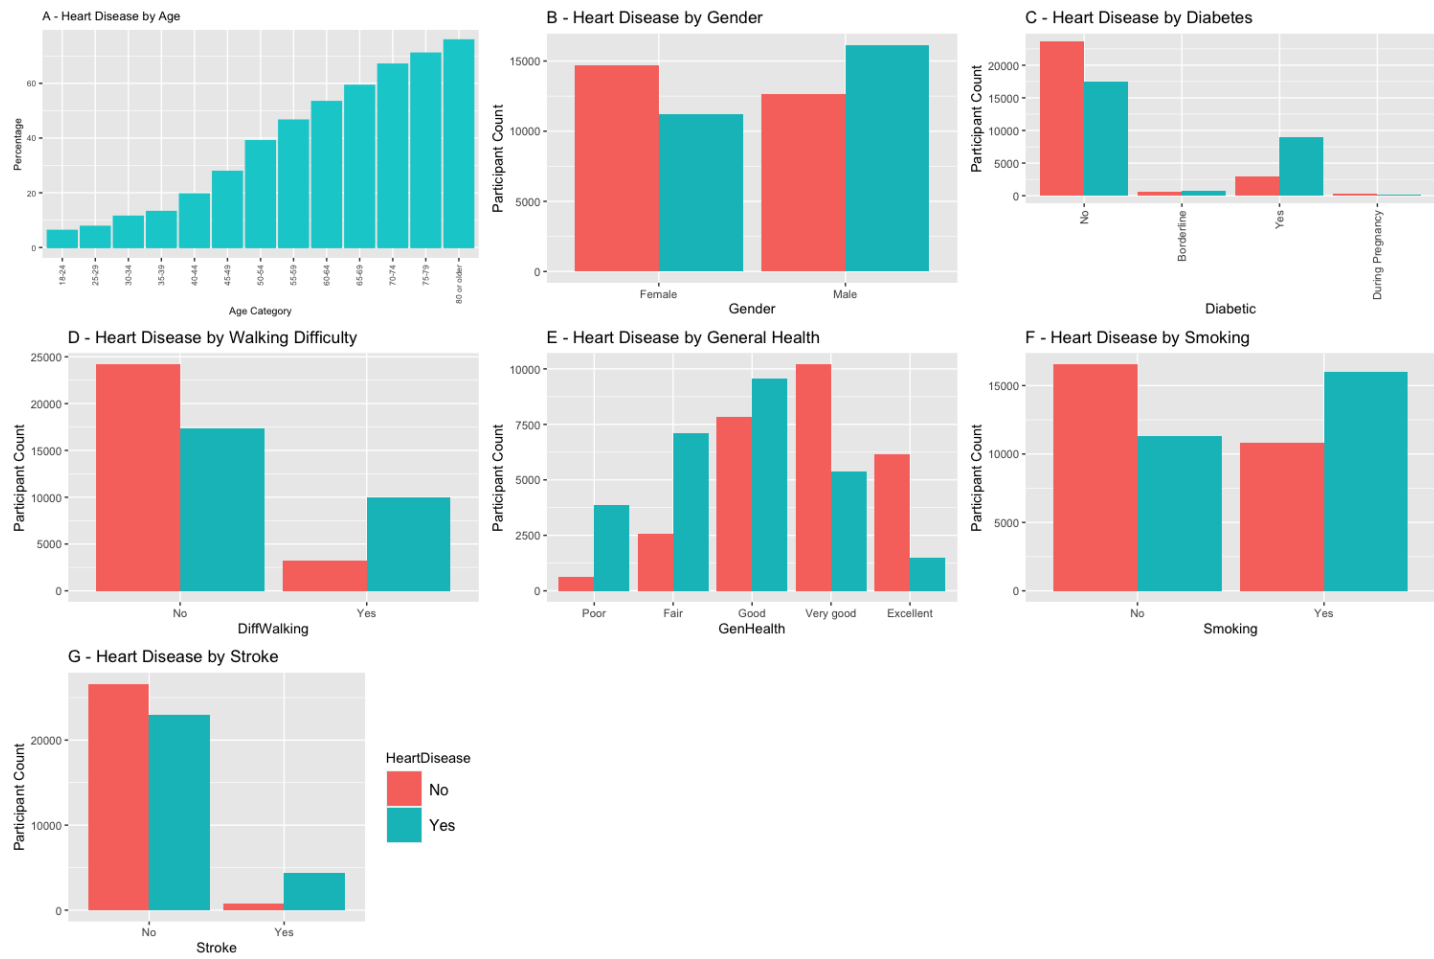 A - Heart Disease by Age
Percentage
60
40
20
0
18-24
25-29
30-34
35-39
40-44
45-49
50-54
55-59
60-64
65-69
70-74
75-79
80 or older
Age Category
B - Heart Disease by Gender
Participant Count
15000
10000
5000
0
Female
Male
Gender
C - Heart Disease by Diabetes
Participant Count
20000
15000
10000
5000
0
No
Borderline
Yes
During Pregnancy
Diabetic
D - Heart Disease by Walking Difficulty
Participant Count
25000
20000
15000
10000
5000
0
No
Yes
DiffWalking
E - Heart Disease by General Health
Participant Count
10000
7500
5000
2500
0
Poor
Fair
Good
Very good
Excellent
GenHealth
F - Heart Disease by Smoking
Participant Count
15000
10000
5000
0
No
Yes
Smoking
G - Heart Disease by Stroke
Participant Count
20000
10000
0
No
Yes
Stroke
HeartDisease
No
Yes